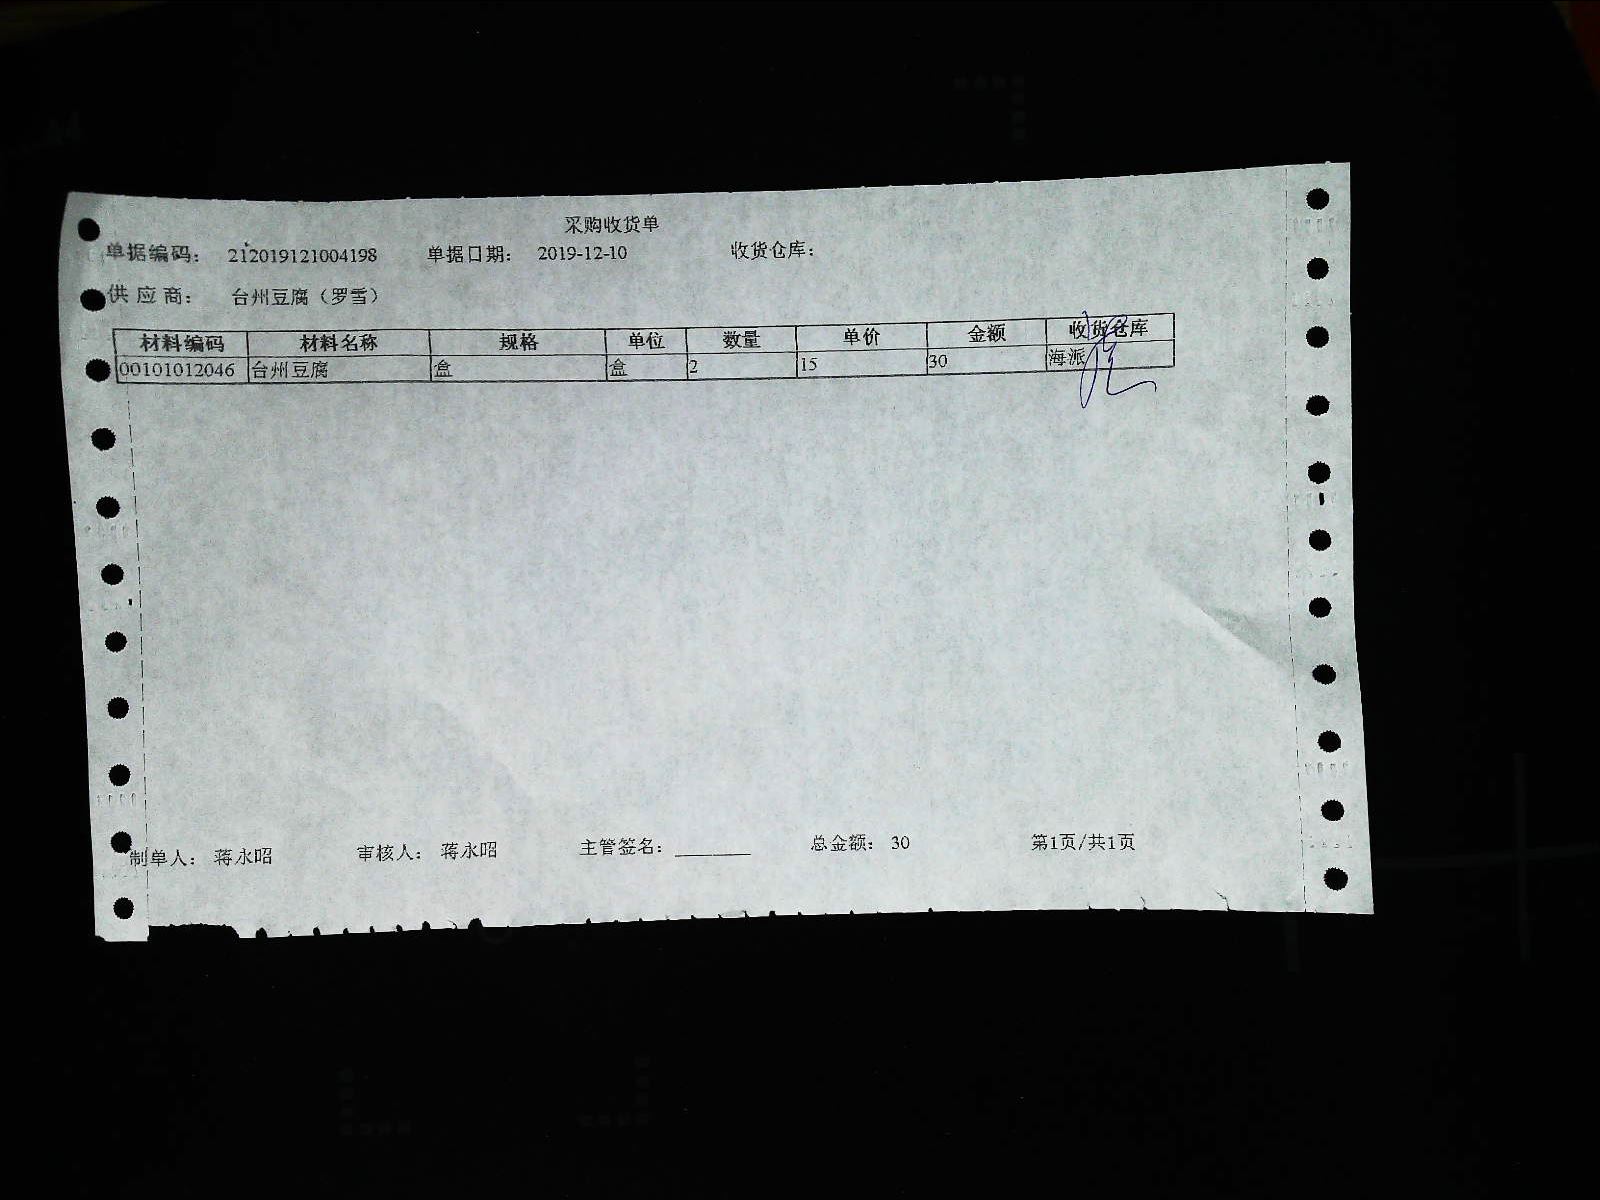 采购收货单
单据编码： 212019121004198 单据日期： 2019-12-10 收货仓库：
供应商： 台州豆腐（罗雪）
材料编码 材料名称 规格 单位 数量 单价 金额 收货仓库
00101012046 台州豆腐 盒 盒 2 15 30 海派
制单人： 蒋永昭 审核人： 蒋永昭 主管签名：________ 总金额： 30 第1页/共1页